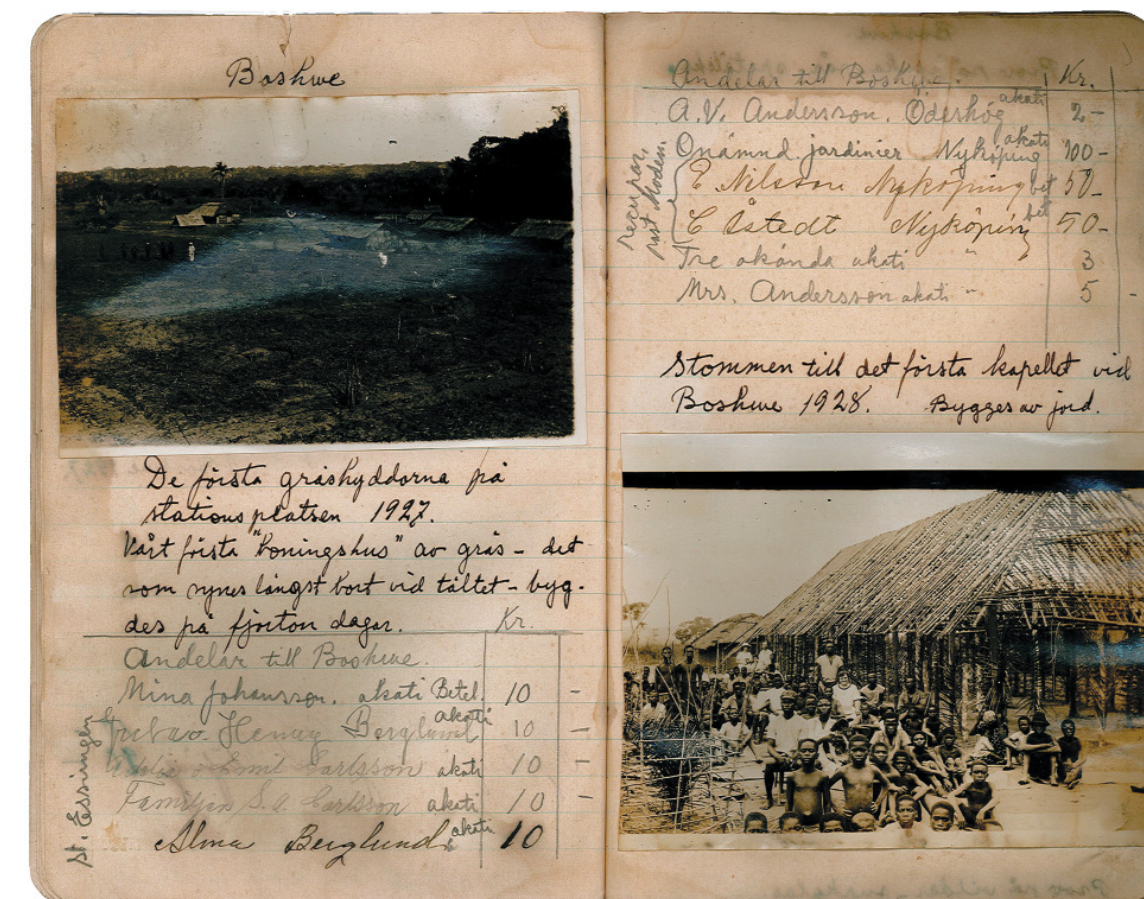 Boshwe
De första gräshyddorna på
stationsplatsen 1927.
Vårt första "boningshus" av gräs – det
som synes längst bort vid tältet – byg-
des på fjorton dagar.
Kr.
Andelar till Boshwe.
Nina Johansson. akati Betel. 10 -
Henny Berglund akati 10 -
Emil Carlsson akati 10 -
Familjen S.A. Carlsson akati 10 -
Alma Berglund akati 10
St. Essingen
Andelar till Boshwe. Kr.
A.V. Andersson. Öderhög akati 2 -
Onämnd jardinier Nyköping akati 100 -
E Nilsson Nyköping bet 50 -
C Åstedt Nyköping bet 50 -
Tre okända akati " 3
Mrs. Andersson akati " 5 -
Stommen till det första kapellet vid
Boshwe 1928. Bygges av jord.